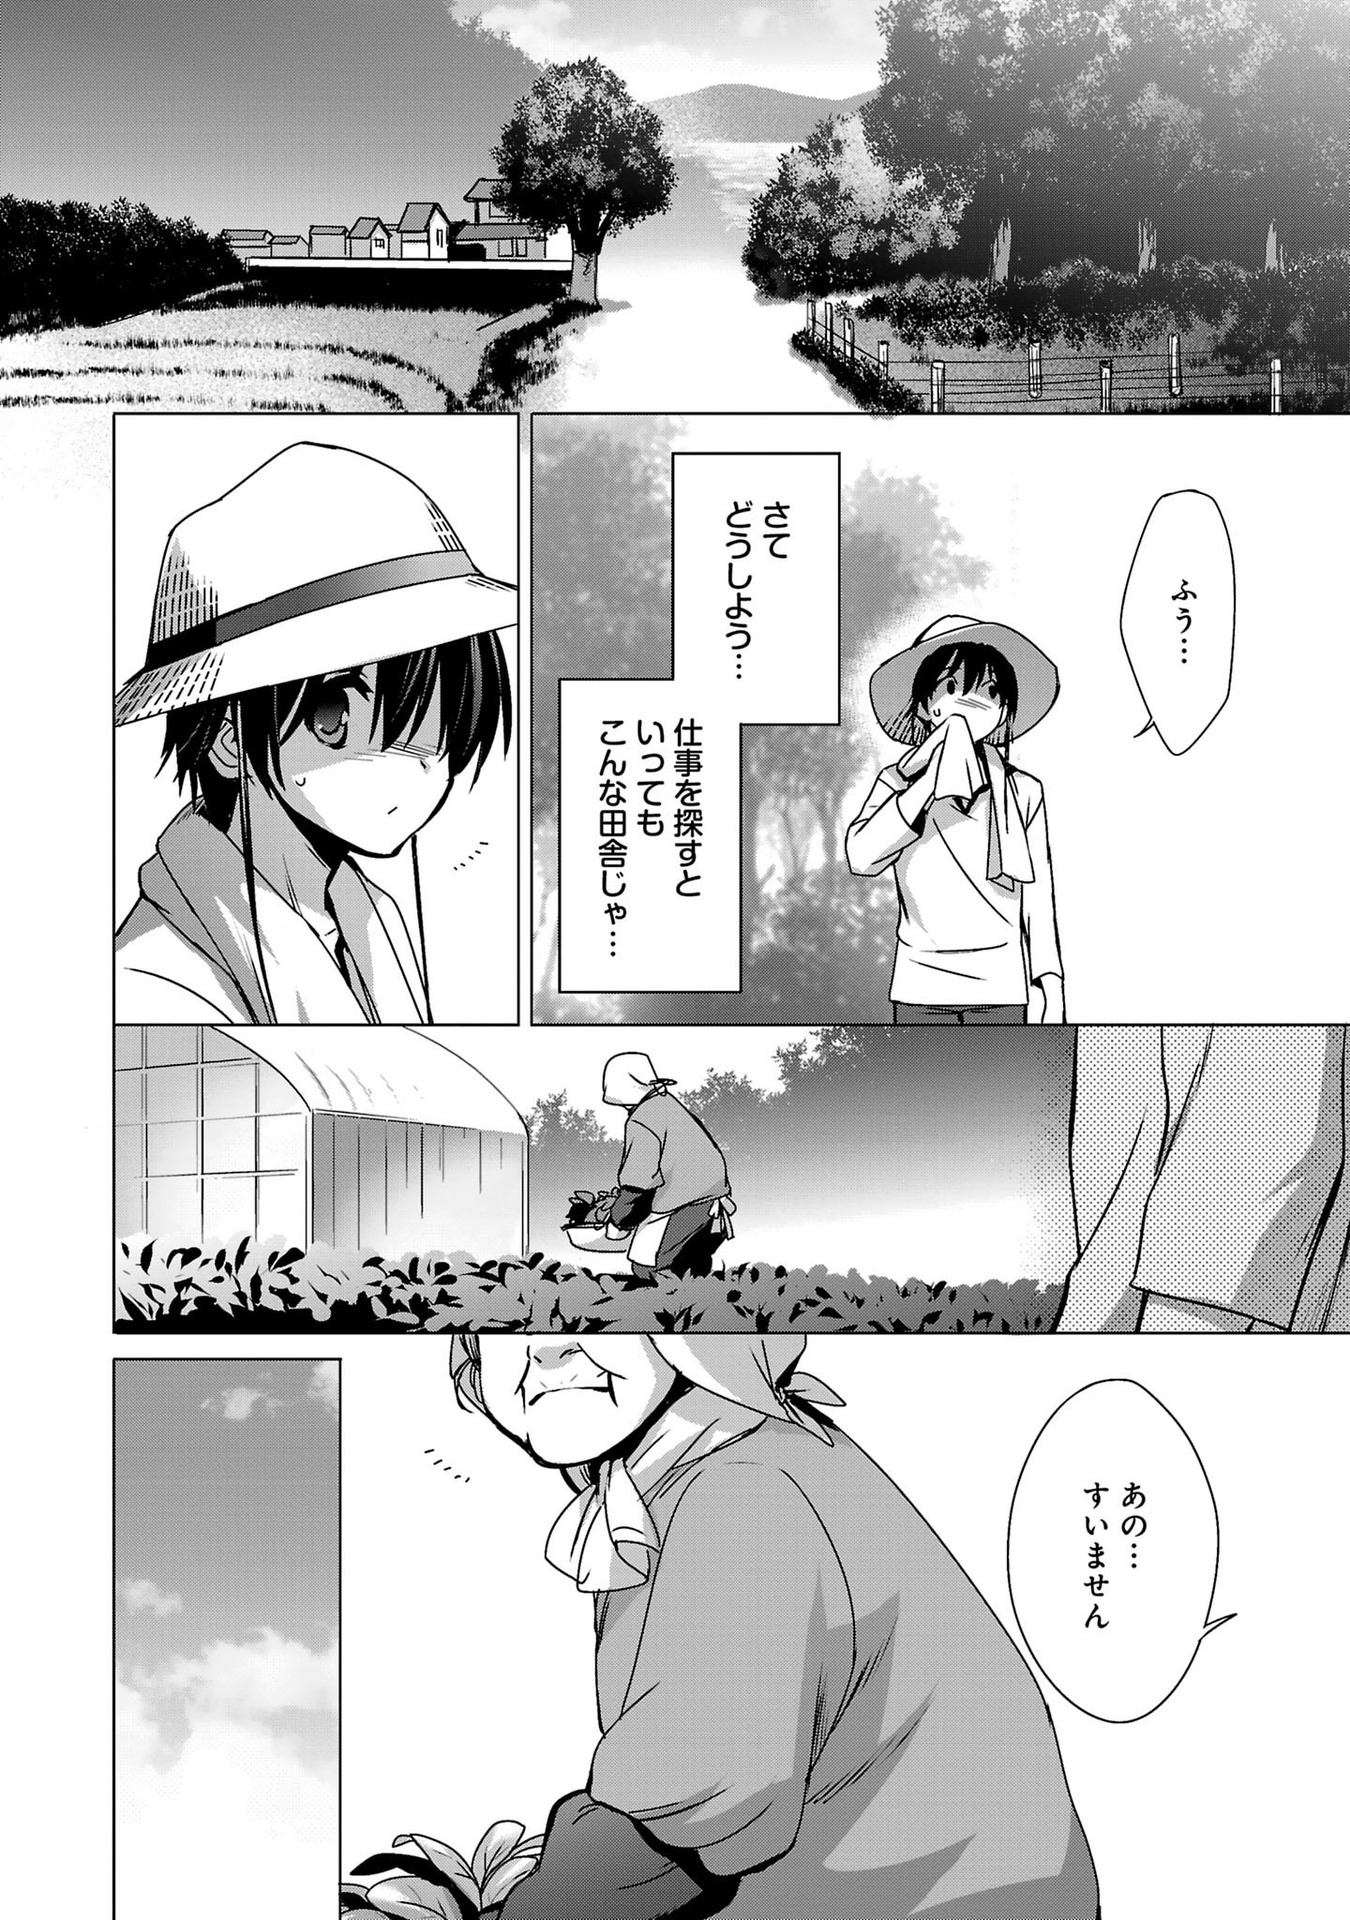 ふぅ…
さて
どうしよう…
仕事を探すと
いっても
こんな田舎じゃ…
あの…
すいません